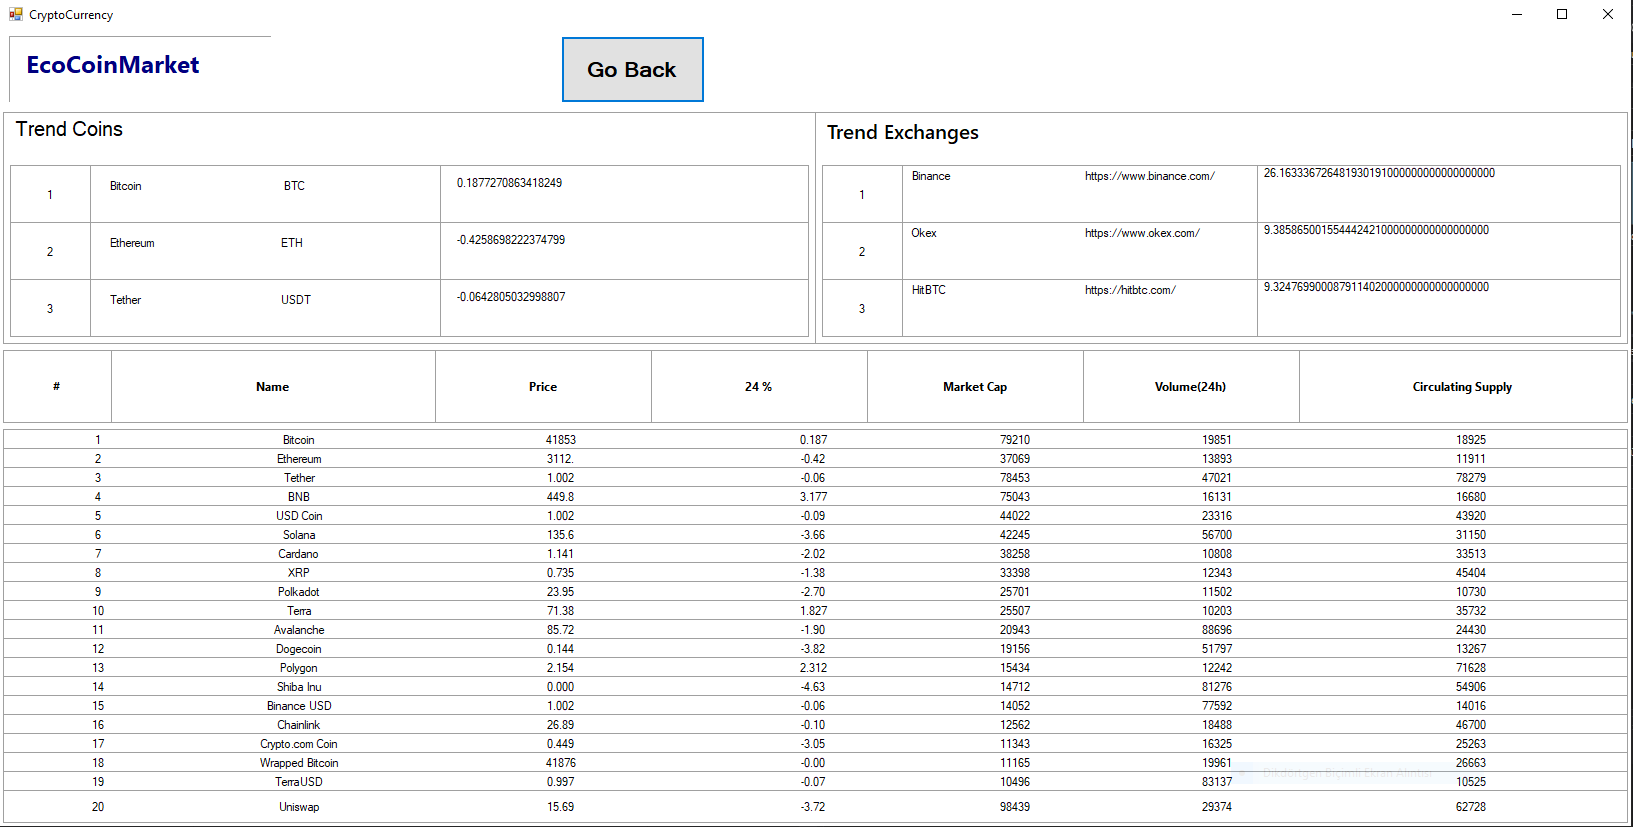 CryptoCurrency
EcoCoinMarket
Go Back
Trend Coins
1 Bitcoin BTC 0.1877270863418249
2 Ethereum ETH -0.4258698222374799
3 Tether USDT -0.0642805032998807
Trend Exchanges
1 Binance https://www.binance.com/ 26.1633367264819301910000000000000000
2 Okex https://www.okex.com/ 9.3858650015544424210000000000000000
3 HitBTC https://hitbtc.com/ 9.3247699000879114020000000000000000
# Name Price 24 % Market Cap Volume(24h) Circulating Supply
1 Bitcoin 41853 0.187 79210 19851 18925
2 Ethereum 3112. -0.42 37069 13893 11911
3 Tether 1.002 -0.06 78453 47021 78279
4 BNB 449.8 3.177 75043 16131 16680
5 USD Coin 1.002 -0.09 44022 23316 43920
6 Solana 135.6 -3.66 42245 56700 31150
7 Cardano 1.141 -2.02 38258 10808 33513
8 XRP 0.735 -1.38 33398 12343 45404
9 Polkadot 23.95 -2.70 25701 11502 10730
10 Terra 71.38 1.827 25507 10203 35732
11 Avalanche 85.72 -1.90 20943 88696 24430
12 Dogecoin 0.144 -3.82 19156 51797 13267
13 Polygon 2.154 2.312 15434 12242 71628
14 Shiba Inu 0.000 -4.63 14712 81276 54906
15 Binance USD 1.002 -0.06 14052 77592 14016
16 Chainlink 26.89 -0.10 12562 18488 46700
17 Crypto.com Coin 0.449 -3.05 11343 16325 25263
18 Wrapped Bitcoin 41876 -0.00 11165 19961 26663
Dikdörtgen Biçimli Ekran Alıntısı
19 TerraUSD 0.997 -0.07 10496 83137 10525
20 Uniswap 15.69 -3.72 98439 29374 62728